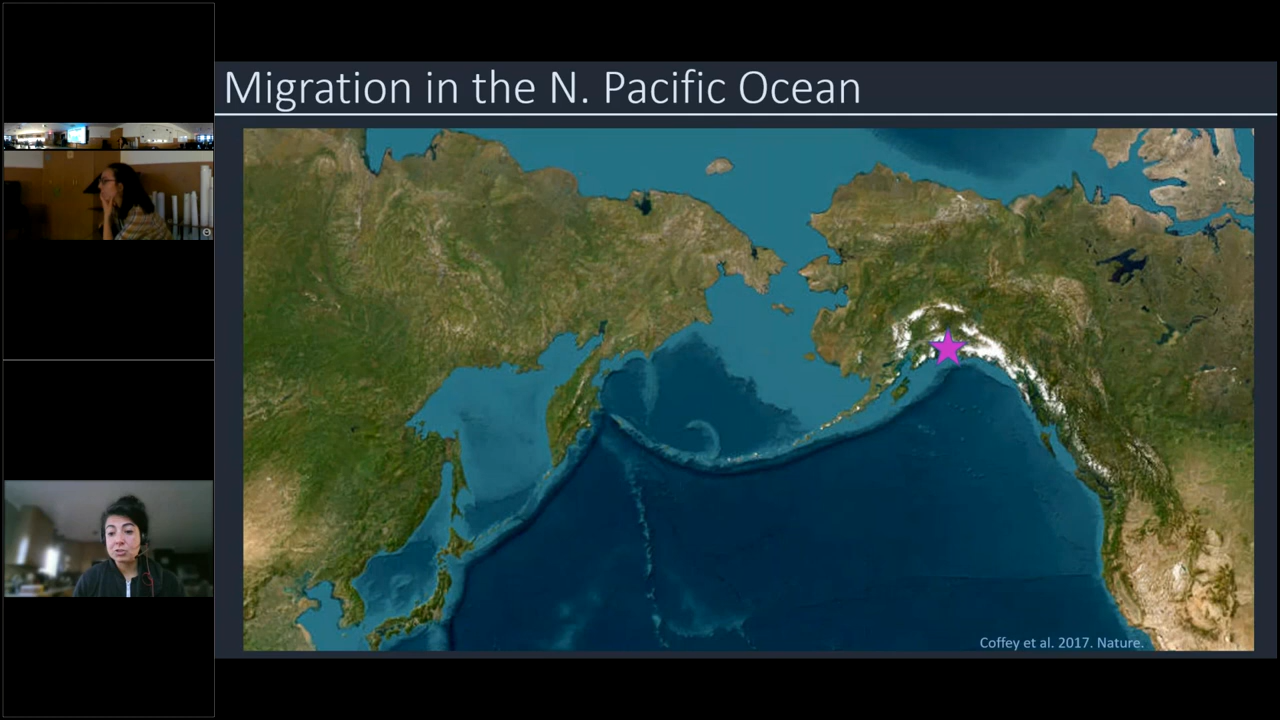 Migration in the N. Pacific Ocean
Coffey et al. 2017. Nature.